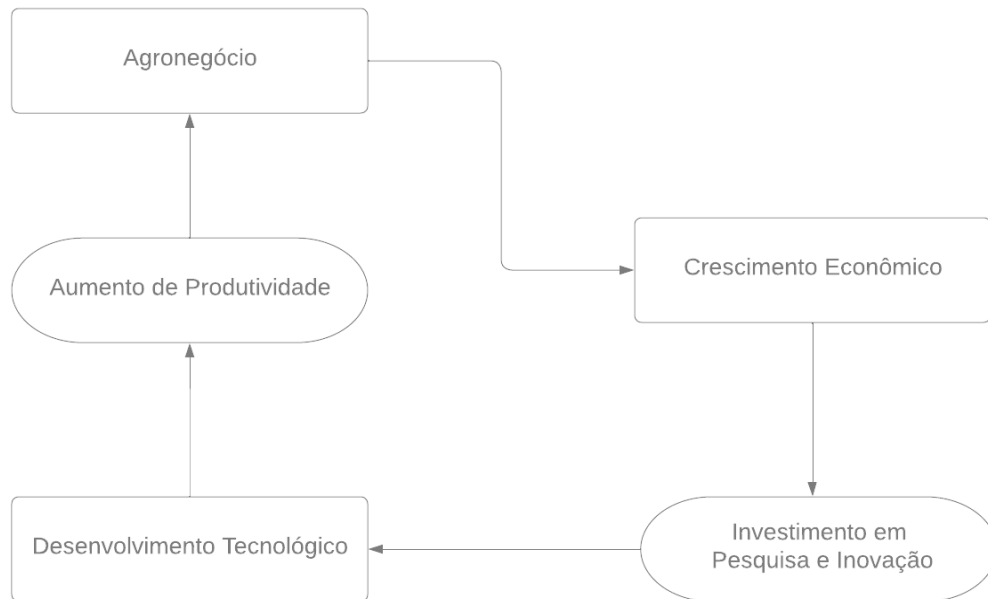 Agronegócio
Crescimento Econômico
Aumento de Produtividade
Desenvolvimento Tecnológico
Investimento em
Pesquisa e Inovação